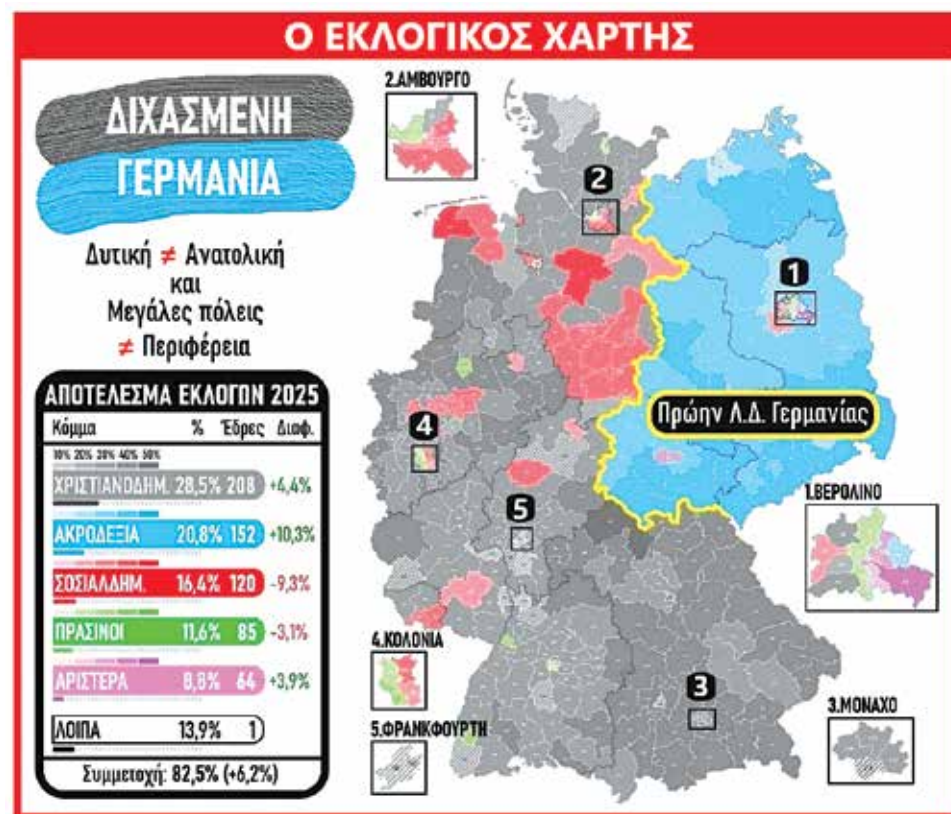 Ο ΕΚΛΟΓΙΚΟΣ ΧΑΡΤΗΣ
ΔΙΧΑΣΜΕΝΗ
ΓΕΡΜΑΝΙΑ
Δυτική ≠ Ανατολική
και
Μεγάλες πόλεις
≠ Περιφέρεια
ΑΠΟΤΕΛΕΣΜΑ ΕΚΛΟΓΩΝ 2025
Κόμμα % Έδρες Διαφ.
10% 20% 30% 40% 50%
ΧΡΙΣΤΙΑΝΟΔΗΜ. 28,5% 208 +4,4%
ΑΚΡΟΔΕΞΙΑ 20,8% 152 +10,3%
ΣΟΣΙΑΛΔΗΜ. 16,4% 120 -9,3%
ΠΡΑΣΙΝΟΙ 11,6% 85 -3,1%
ΑΡΙΣΤΕΡΑ 8,8% 64 +3,9%
ΛΟΙΠΑ 13,9% 1
Συμμετοχή: 82,5% (+6,2%)
2.ΑΜΒΟΥΡΓΟ
2
1
Πρώην Λ.Δ. Γερμανίας
4
5
1.ΒΕΡΟΛΙΝΟ
4.ΚΟΛΟΝΙΑ
3
5.ΦΡΑΝΚΦΟΥΡΤΗ
3.ΜΟΝΑΧΟ